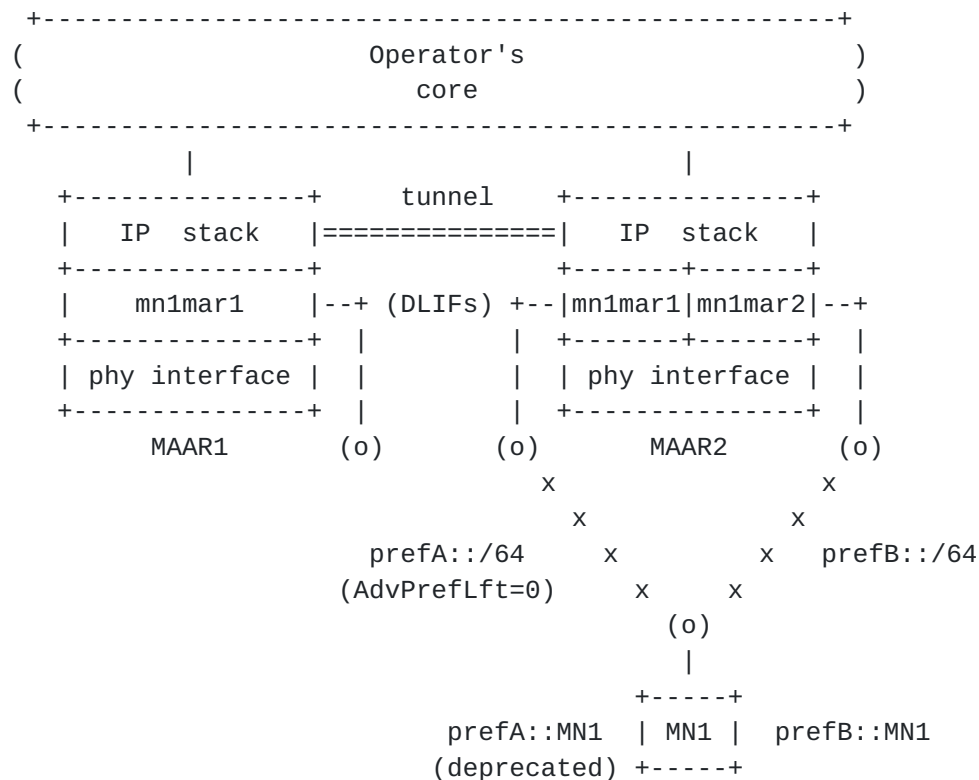 Operator's
core
tunnel
IP stack IP stack
mn1mar1 (DLIFs) mn1mar1 mn1mar2
phy interface phy interface
MAAR1 (o) (o) MAAR2 (o)
x x
x x
prefA::/64 x x prefB::/64
(AdvPrefLft=0) x x
(o)
prefA::MN1 MN1 prefB::MN1
(deprecated)